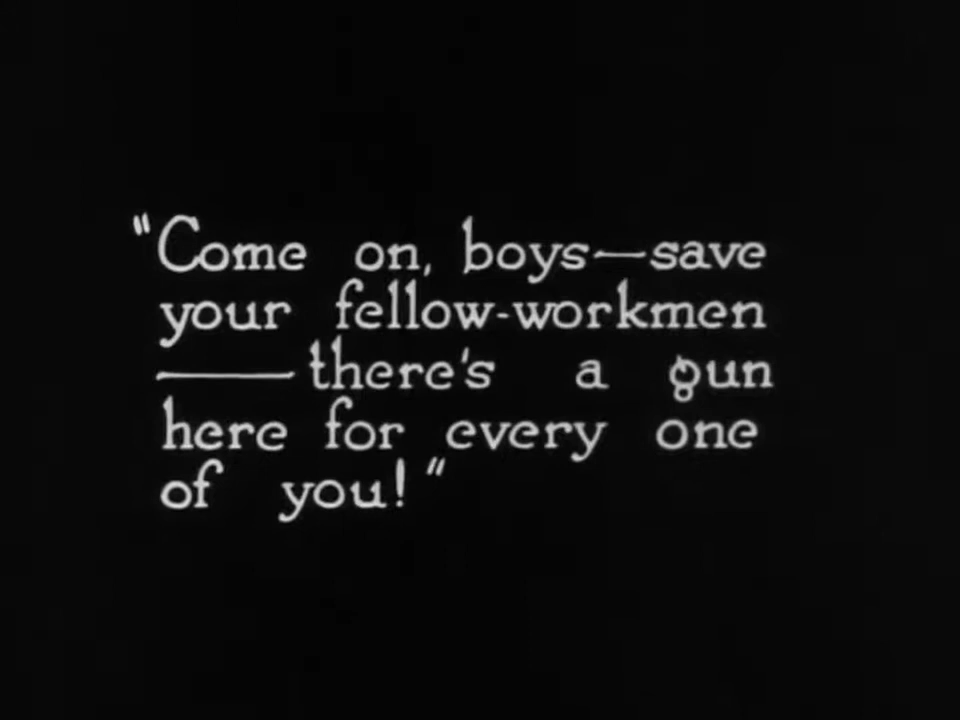 "Come on, boys—save
your fellow-workmen
——there's a gun
here for every one
of you!"